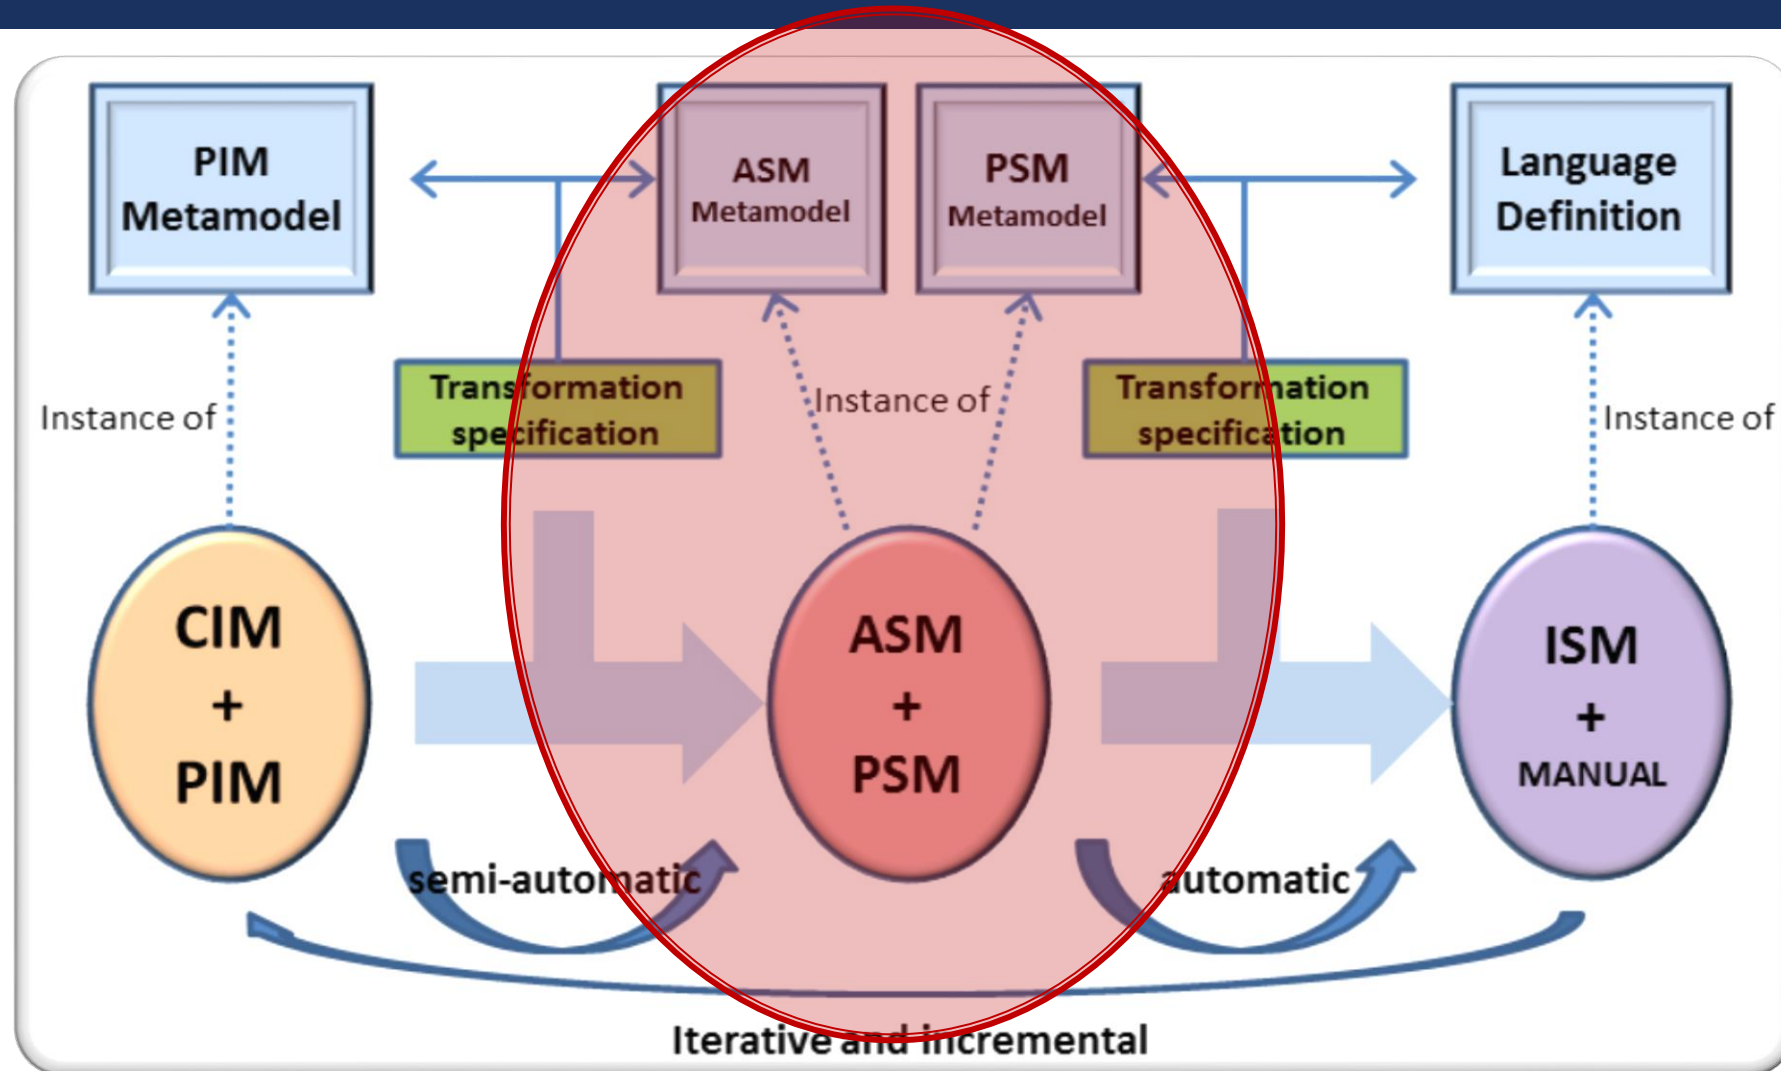 PIM
Metamodel
ASM
Metamodel
PSM
Metamodel
Language
Definition
Transformation
specification
Transformation
specification
Instance of
Instance of
Instance of
CIM
+
PIM
ASM
+
PSM
ISM
+
MANUAL
semi-automatic
automatic
Iterative and incremental